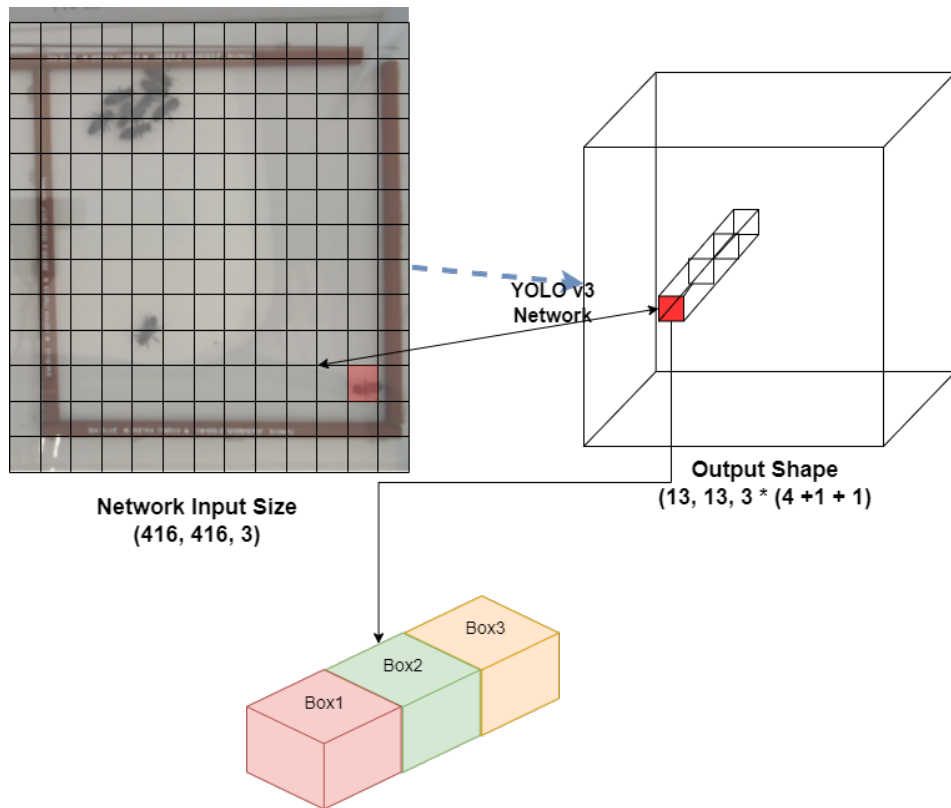 YOLO v3
Network
Network Input Size
(416, 416, 3)
Output Shape
(13, 13, 3 * (4 +1 + 1)
Box1
Box2
Box3